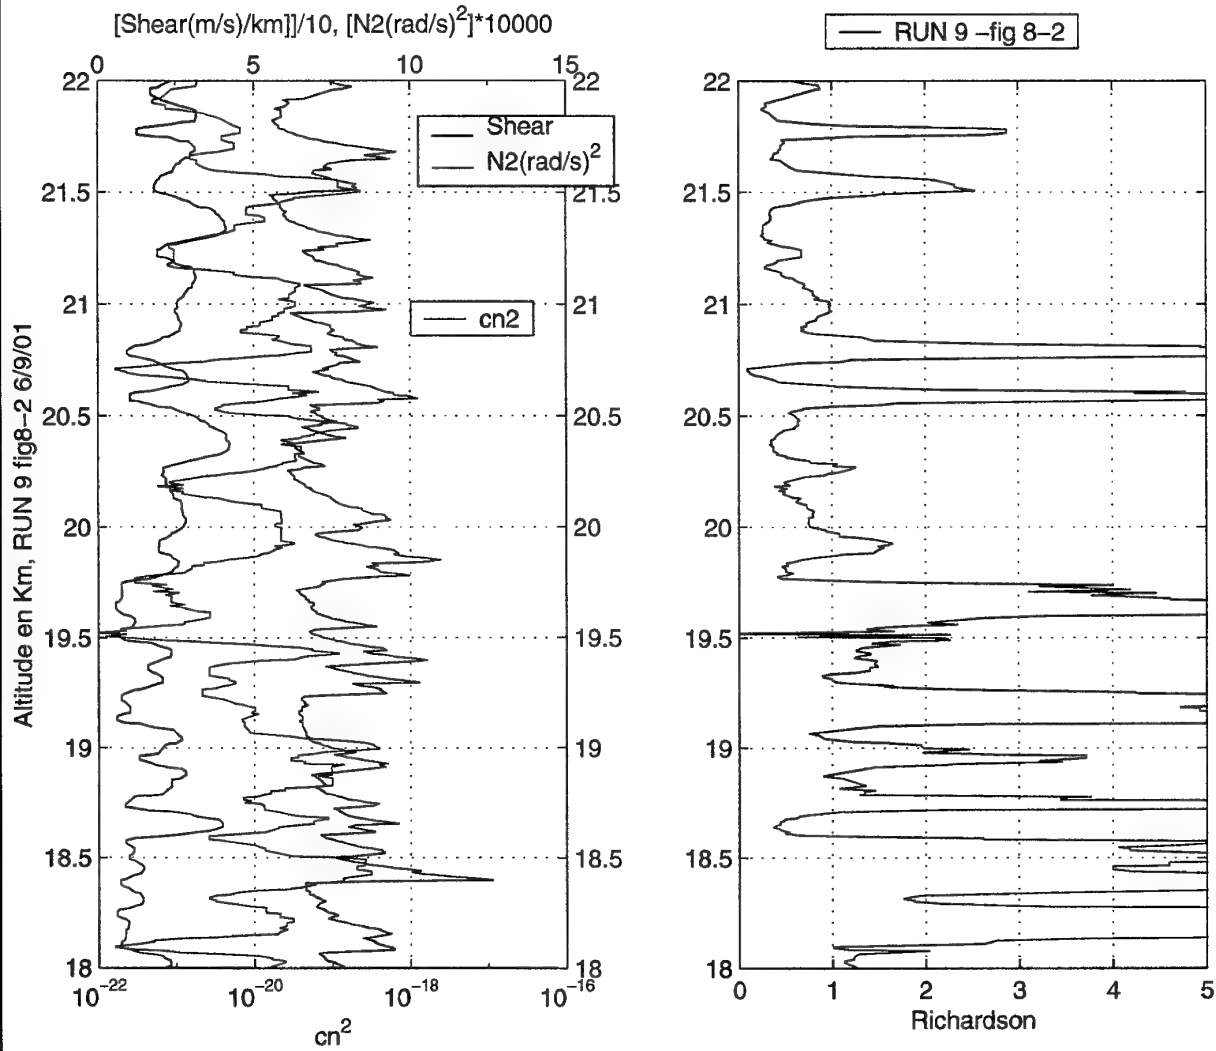 [Shear(m/s)/km]]/10, [N2(rad/s)²]*10000
RUN 9 –fig 8–2
0 5 10 15
22 22 22
Shear
N2(rad/s)²
21.5 21.5 21.5
21 21 21
cn2
20.5 20.5 20.5
20 20 20
19.5 19.5 19.5
19 19 19
18.5 18.5 18.5
18 18 18
Altitude en Km, RUN 9 fig8–2 6/9/01
10⁻²² 10⁻²⁰ 10⁻¹⁸ 10⁻¹⁶
0 1 2 3 4 5
cn²
Richardson